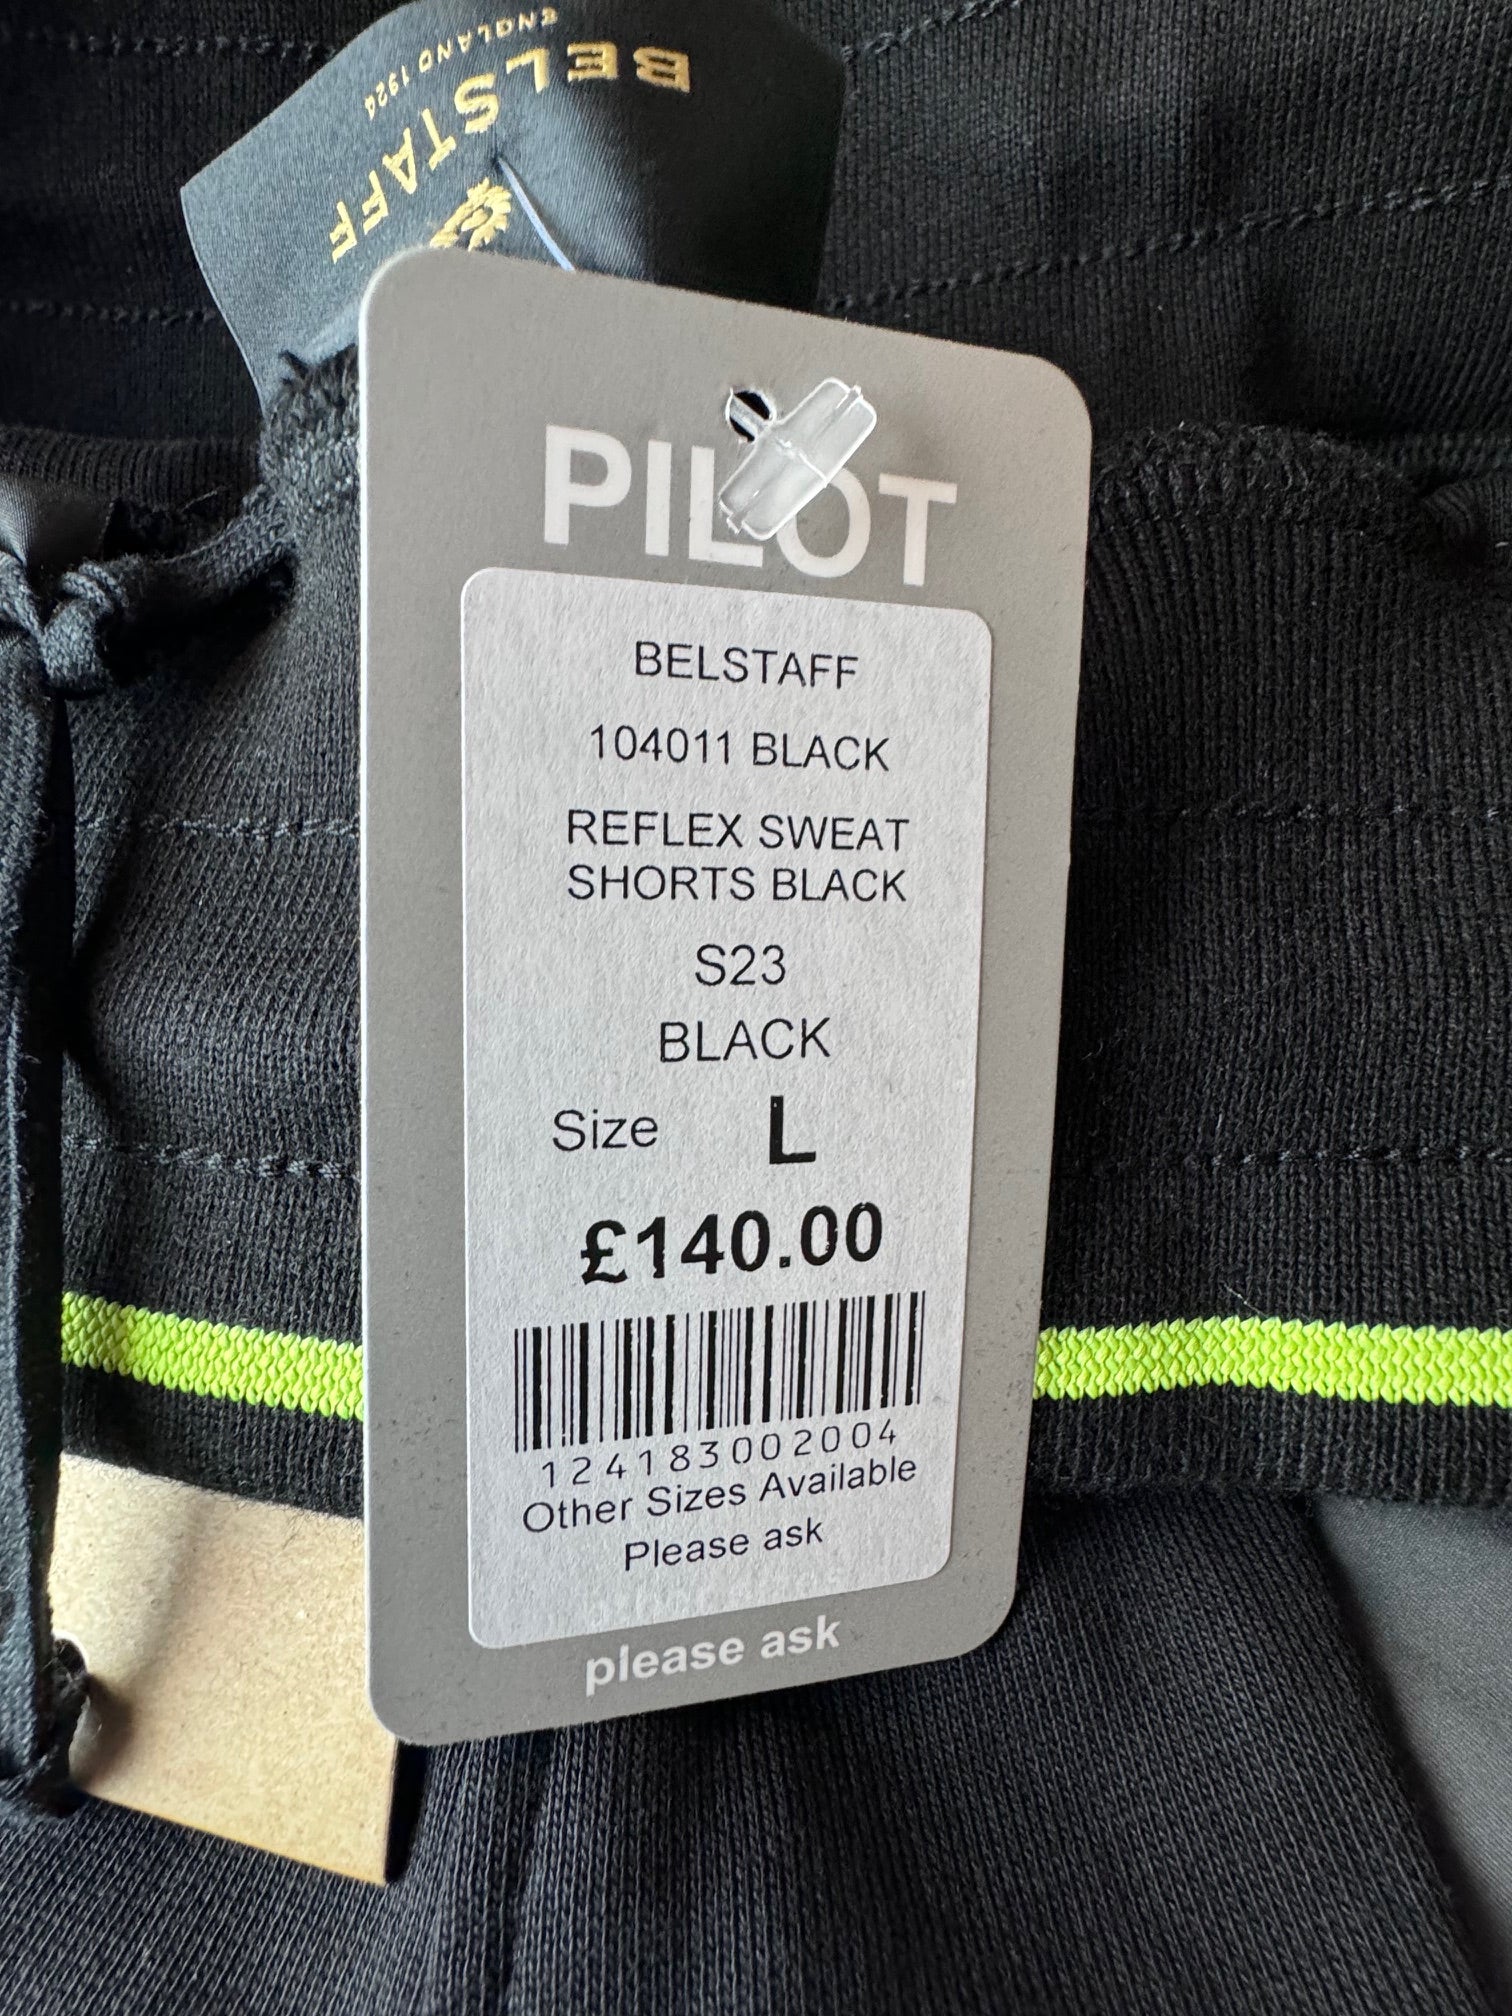 BELSTAFF
ENGLAND 1924
PILOT
BELSTAFF
104011 BLACK
REFLEX SWEAT
SHORTS BLACK
S23
BLACK
Size L
£140.00
124183002004
Other Sizes Available
Please ask
please ask